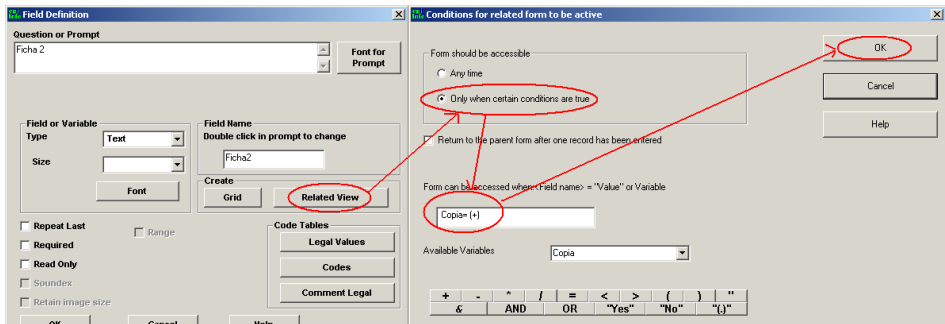 Field Definition
Question or Prompt
Ficha 2
Font for
Prompt
Field or Variable
Type
Text
Size
Font
Field Name
Double click in prompt to change
Ficha2
Create
Grid
Related View
Repeat Last
Range
Required
Read Only
Soundex
Retain image size
Code Tables
Legal Values
Codes
Comment Legal
OK
Cancel
Help
Conditions for related form to be active
Form should be accessible
Any time
Only when certain conditions are true
Return to the parent form after one record has been entered
OK
Cancel
Help
Form can be accessed when:<Field name> = "Value" or Variable
Copia= (+)
Available Variables
Copia
+ - * / = < > ( ) "
& AND OR "Yes" "No" "(.)"